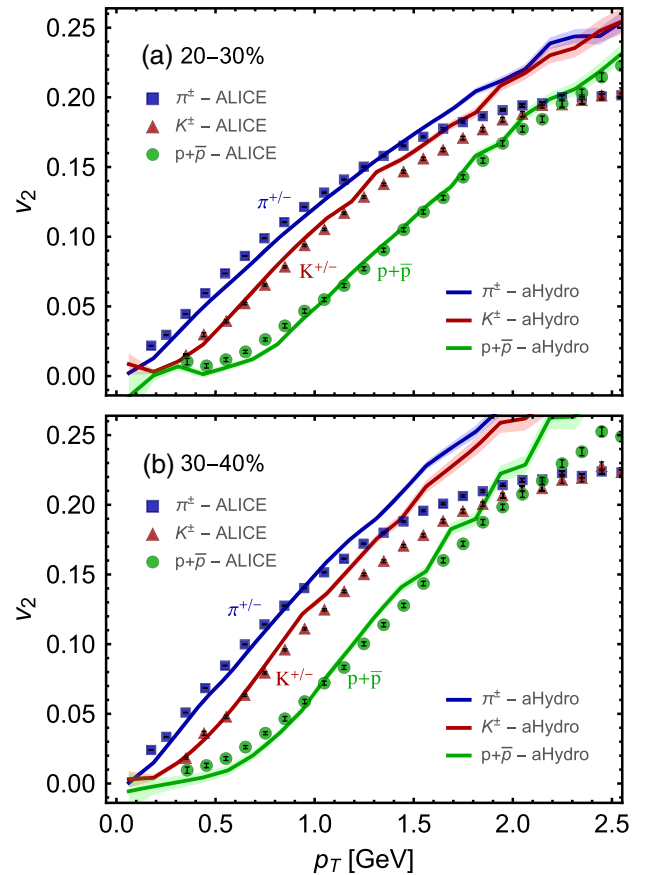 (a) 20–30%
π± – ALICE
K± – ALICE
p+p̅ – ALICE
π+/−
K+/−
p+p̅
π± – aHydro
K± – aHydro
p+p̅ – aHydro
0.25
0.20
0.15
0.10
0.05
0.00
v2
(b) 30–40%
π± – ALICE
K± – ALICE
p+p̅ – ALICE
π+/−
K+/−
p+p̅
π± – aHydro
K± – aHydro
p+p̅ – aHydro
0.25
0.20
0.15
0.10
0.05
0.00
v2
0.0 0.5 1.0 1.5 2.0 2.5
pT [GeV]